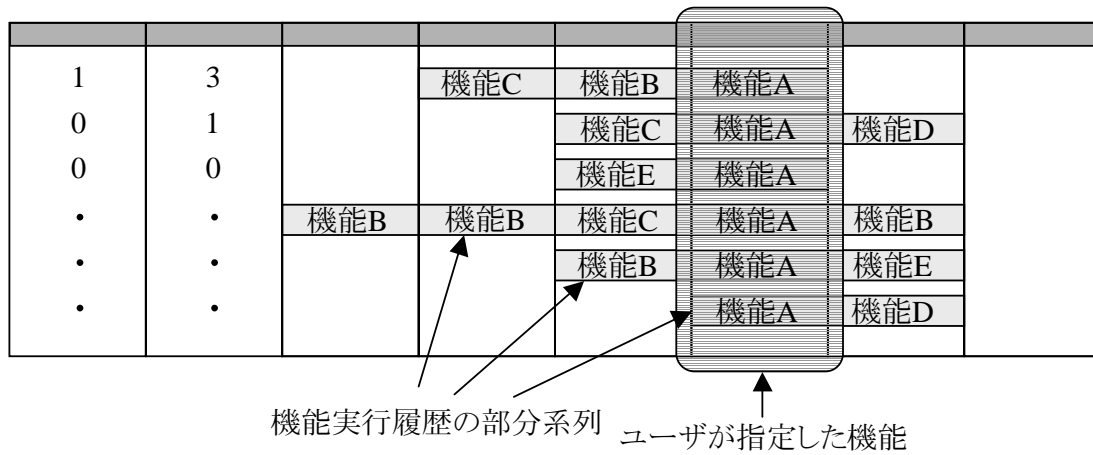 1 3 機能C 機能B 機能A
0 1 機能C 機能A 機能D
0 0 機能E 機能A
・ ・ 機能B 機能B 機能C 機能A 機能B
・ ・ 機能B 機能A 機能E
・ ・ 機能A 機能D
機能実行履歴の部分系列
ユーザが指定した機能